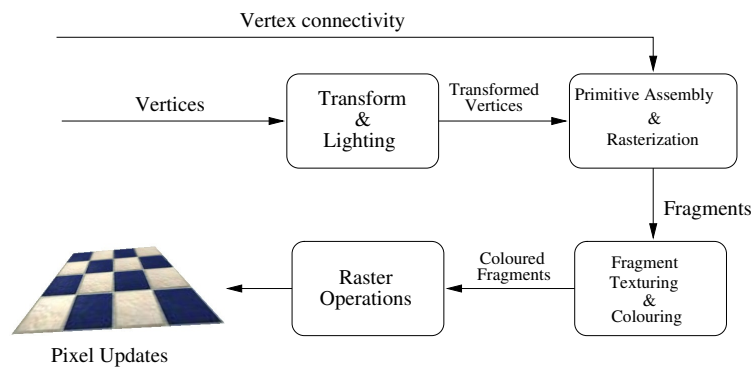 Vertex connectivity
Vertices
Transform
&
Lighting
Transformed
Vertices
Primitive Assembly
&
Rasterization
Fragments
Fragment
Texturing
&
Colouring
Coloured
Fragments
Raster
Operations
Pixel Updates